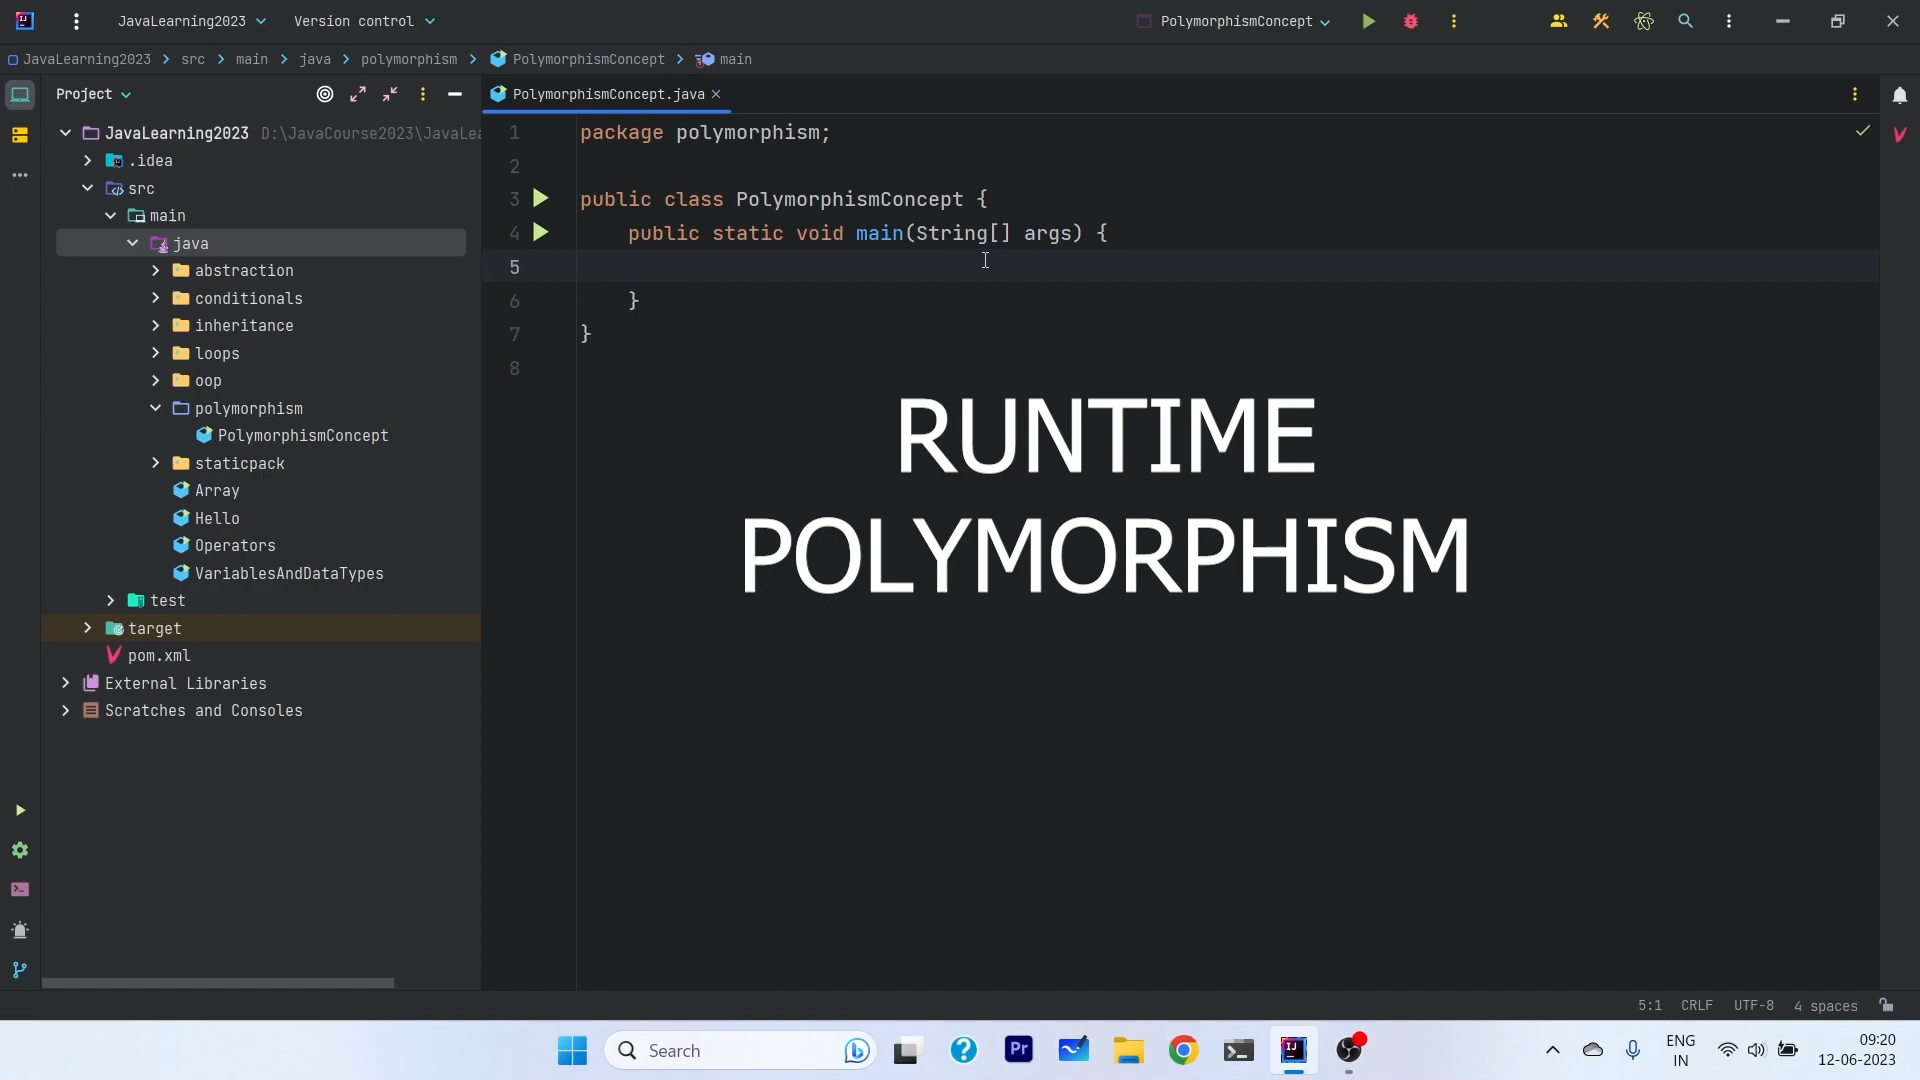 JavaLearning2023
Version control
PolymorphismConcept
JavaLearning2023 src main java polymorphism PolymorphismConcept main
Project
PolymorphismConcept.java
JavaLearning2023 D:\JavaCourse2023\JavaLea
.idea
src
main
java
abstraction
conditionals
inheritance
loops
oop
polymorphism
PolymorphismConcept
staticpack
Array
Hello
Operators
VariablesAndDataTypes
test
target
pom.xml
External Libraries
Scratches and Consoles
1 package polymorphism;
2
3 public class PolymorphismConcept {
4 public static void main(String[] args) {
5
6 }
7 }
8
RUNTIME
POLYMORPHISM
5:1 CRLF UTF-8 4 spaces
Search
Pr
IJ
ENG
IN
09:20
12-06-2023